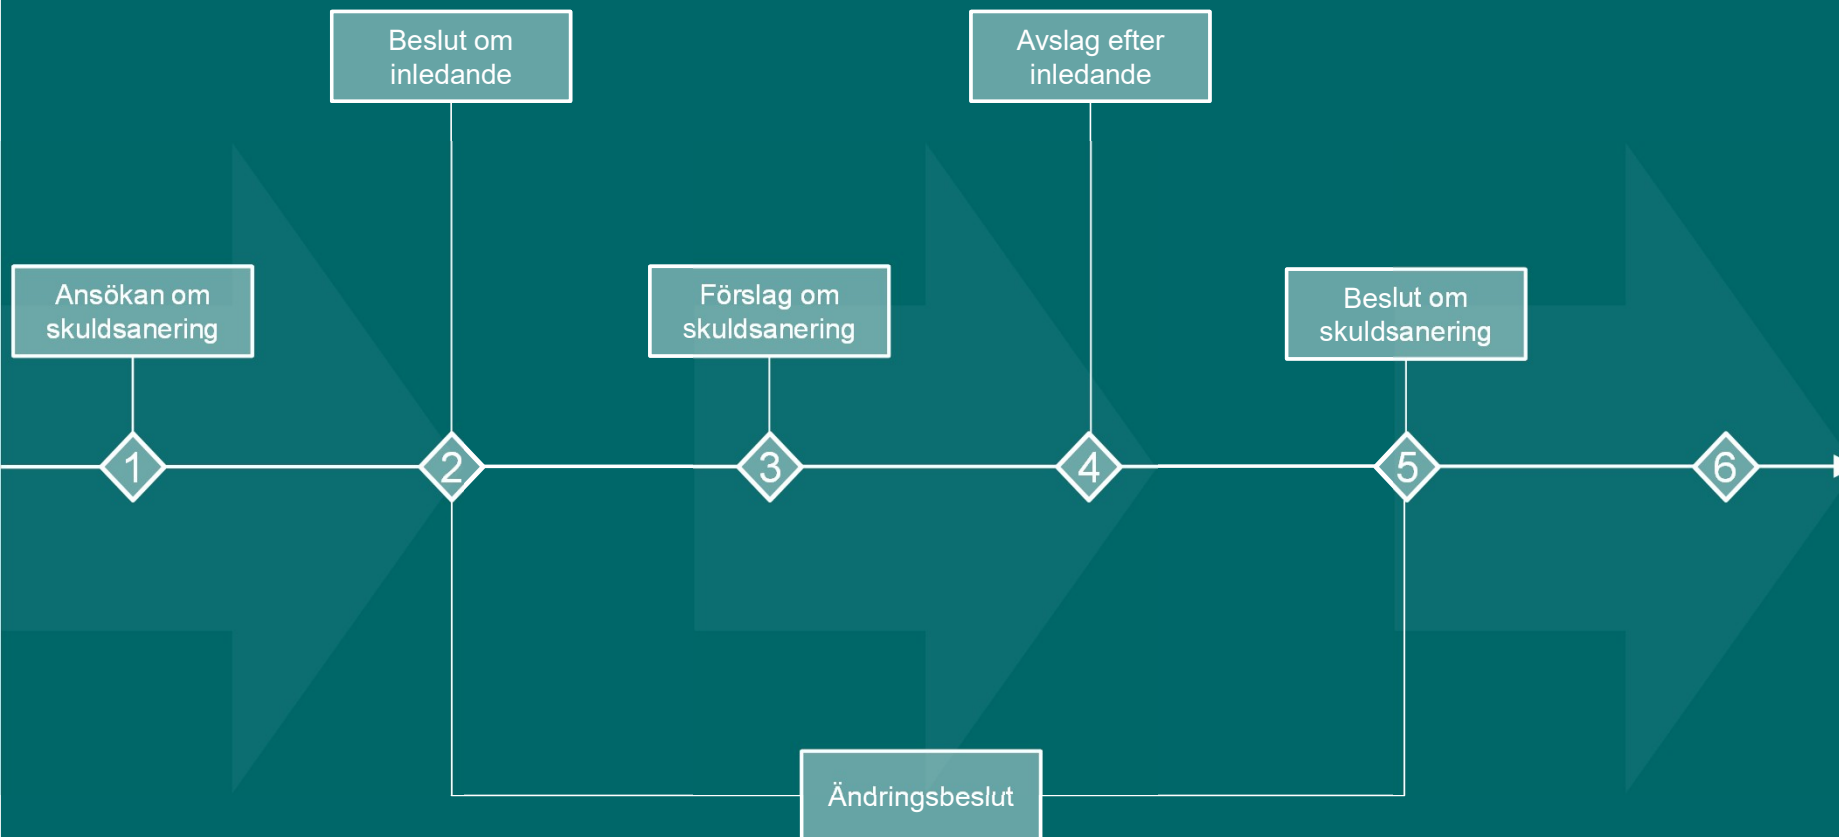 Beslut om
inledande
Avslag efter
inledande
Ansökan om
skuldsanering
Förslag om
skuldsanering
Beslut om
skuldsanering
1
2
3
4
5
6
Ändringsbeslut